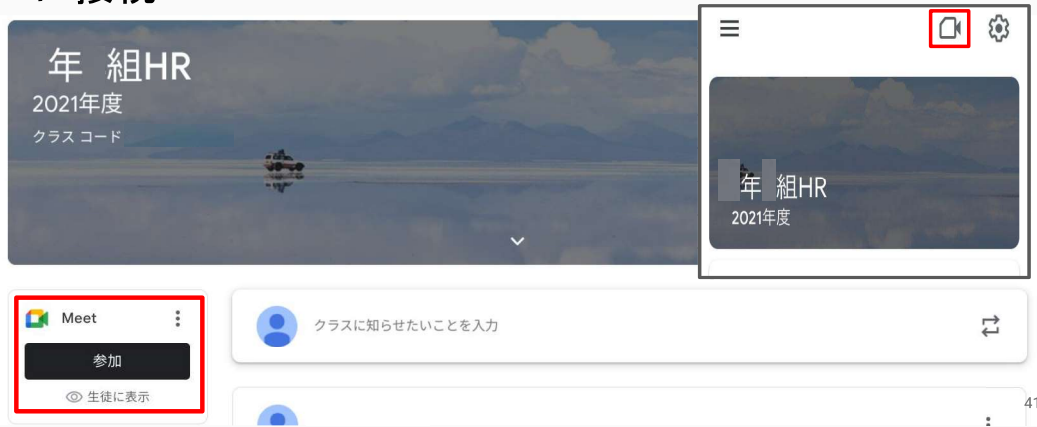 年 組HR
2021年度
クラス コード
年 組HR
2021年度
Meet
参加
生徒に表示
クラスに知らせたいことを入力
41